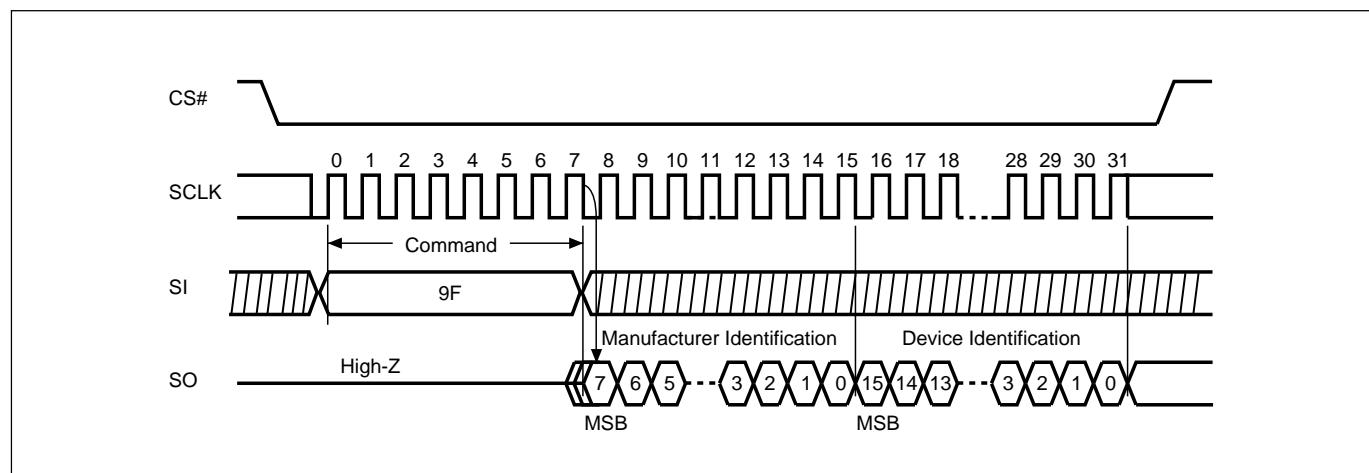 CS#
0 1 2 3 4 5 6 7 8 9 10 11 12 13 14 15 16 17 18 28 29 30 31
SCLK
Command
SI
9F
Manufacturer Identification Device Identification
High-Z
SO
7 6 5 3 2 1 0 15 14 13 3 2 1 0
MSB MSB